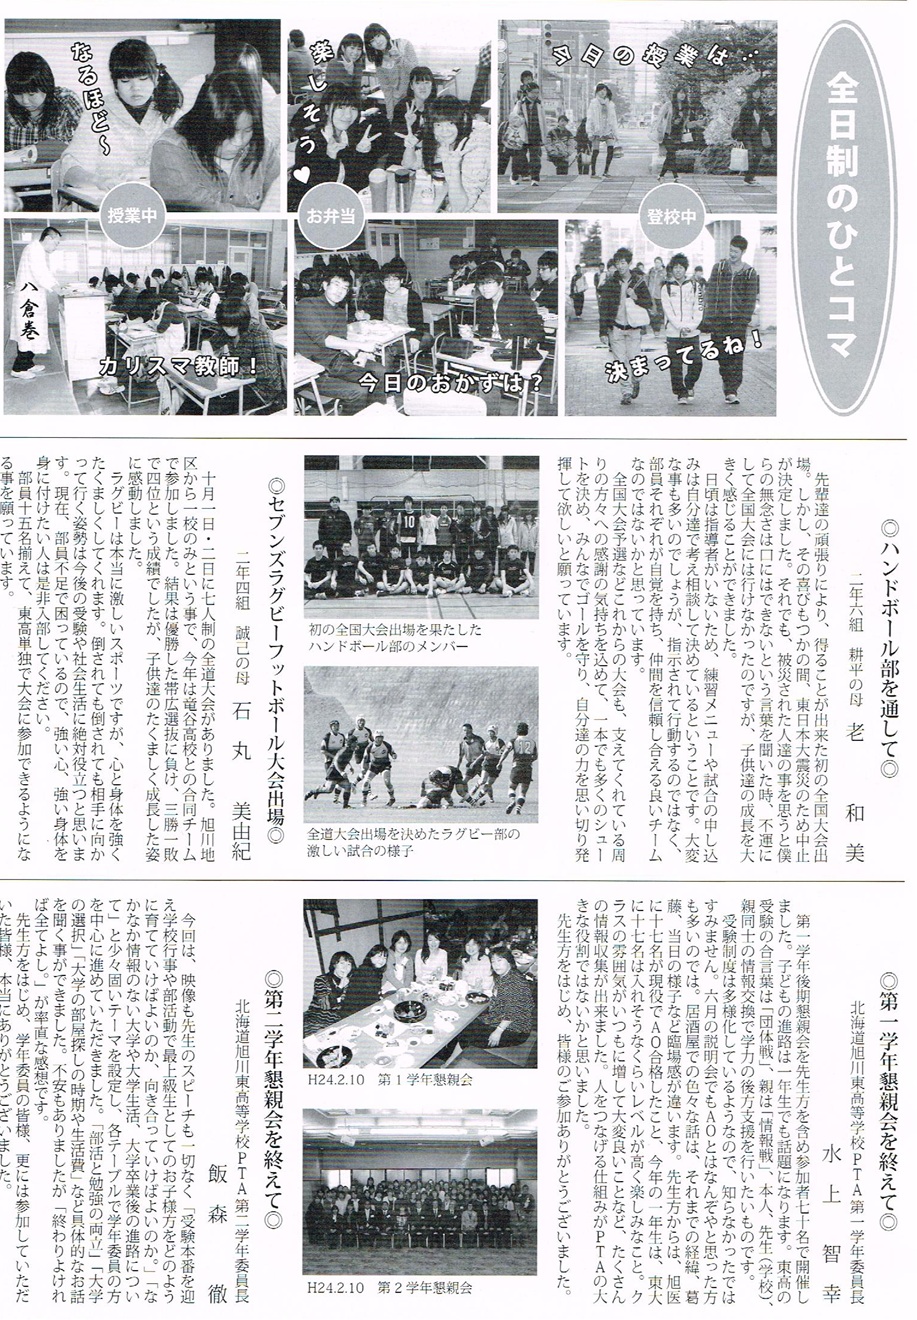 全日制のひとコマ
今日の授業は…
登校中
決まってるね！
楽しそう♥
お弁当
今日のおかずは？
なるほど～
授業中
八倉巻
カリスマ教師！
◎ハンドボール部を通して◎
二年六組　耕平の母　老　和美
先輩達の頑張りにより、得ることが出来た初の全国大会出
場。しかし、その喜びもつかの間、東日本大震災のため中止
が決定しました。それでも、被災された人達の事を思うと僕
らの無念さは口にはできないという言葉を聞いた時、不運に
して全国大会には行けなかったのですが、子供達の成長を大
きく感じることができました。
日頃は指導者がいないため、練習メニューや試合の申し込
みは自分達で考え相談して決めているということです。大変
な事も多いのでしょうが、指示されて行動するのではなく、
部員それぞれが自覚を持ち、仲間を信頼し合える良いチーム
なのではないかと思っています。
全国大会予選などこれからの大会も、支えてくれている周
りの方々への感謝の気持ちを込めて、一本でも多くのシュー
トを決め、みんなでゴールを守り、自分達の力を思い切り発
揮して欲しいと願っています。
初の全国大会出場を果たした
ハンドボール部のメンバー
全道大会出場を決めたラグビー部の
激しい試合の様子
◎セブンズラグビーフットボール大会出場◎
二年四組　誠己の母　石丸　美由紀
十月一日・二日に七人制の全道大会がありました。旭川地
区から一校のみという事で、今年は竜谷高校との合同チーム
で参加しました。結果は優勝した帯広選抜に負け、三勝一敗
で四位という成績でしたが、子供達のたくましく成長した姿
に感動しました。
ラグビーは本当に激しいスポーツですが、心と身体を強く
たくましくしてくれます。倒されても倒されても相手に向か
って行く姿勢は今後の受験や社会生活に絶対役立つと思いま
す。現在、部員不足で困っているので、強い心、強い身体を
身に付けたい人は是非入部してください。
部員十五名揃えて、東高単独で大会に参加できるようにな
る事を願っています。
◎第一学年懇親会を終えて◎
北海道旭川東高等学校ＰＴＡ第一学年委員長
水上　智幸
第一学年後期懇親会を先生方を含め参加者七十名で開催し
ました。子どもの進路は一年生でも話題になります。東高の
受験の合言葉は「団体戦」、親は「情報戦」、本人、先生（学校）、
親同士の情報交換で学力の後方支援を行いたいものです。
受験制度は多様化しているようなので、知らなかったでは
すみません。六月の説明会でもＡＯとはなんぞやと思った方
も多いのでは。居酒屋での色々な話は、それまでの経緯、葛
藤、当日の様子など臨場感が違います。先生方からは、旭医
に十七名が現役でＡＯ合格したこと、今年の一年生は、東大
に十七名は入れそうなくらいレベルが高く楽しみなこと。ク
ラスの雰囲気がいつもに増して大変良いことなど、たくさん
の情報収集が出来ました。人をつなげる仕組みがＰＴＡの大
きな役割ではないかと思いました。
先生方をはじめ、皆様のご参加ありがとうございました。
H24.2.10　第１学年懇親会
H24.2.10　第２学年懇親会
◎第二学年懇親会を終えて◎
北海道旭川東高等学校ＰＴＡ第二学年委員長
飯森　徹
今回は、映像も先生のスピーチも一切なく「受験本番を迎
え学校行事や部活動で最上級生としてのお子様方をどのよう
に育てていけばよいのか、向き合っていけばよいのか。」「な
かなか情報のない大学や大学生活、大学卒業後の進路につい
て」と少々固いテーマを設定し、各テーブルで学年委員の方
を中心に進めていただきました。「部活と勉強の両立」「大学
の選択」「大学の部屋探しの時期や生活費」など具体的なお話
を聞く事ができました。不安もありましたが「終わりよけれ
ば全てよし。」が率直な感想です。
先生方をはじめ、学年委員の皆様、更には参加していただ
いた皆様、本当にありがとうございました。